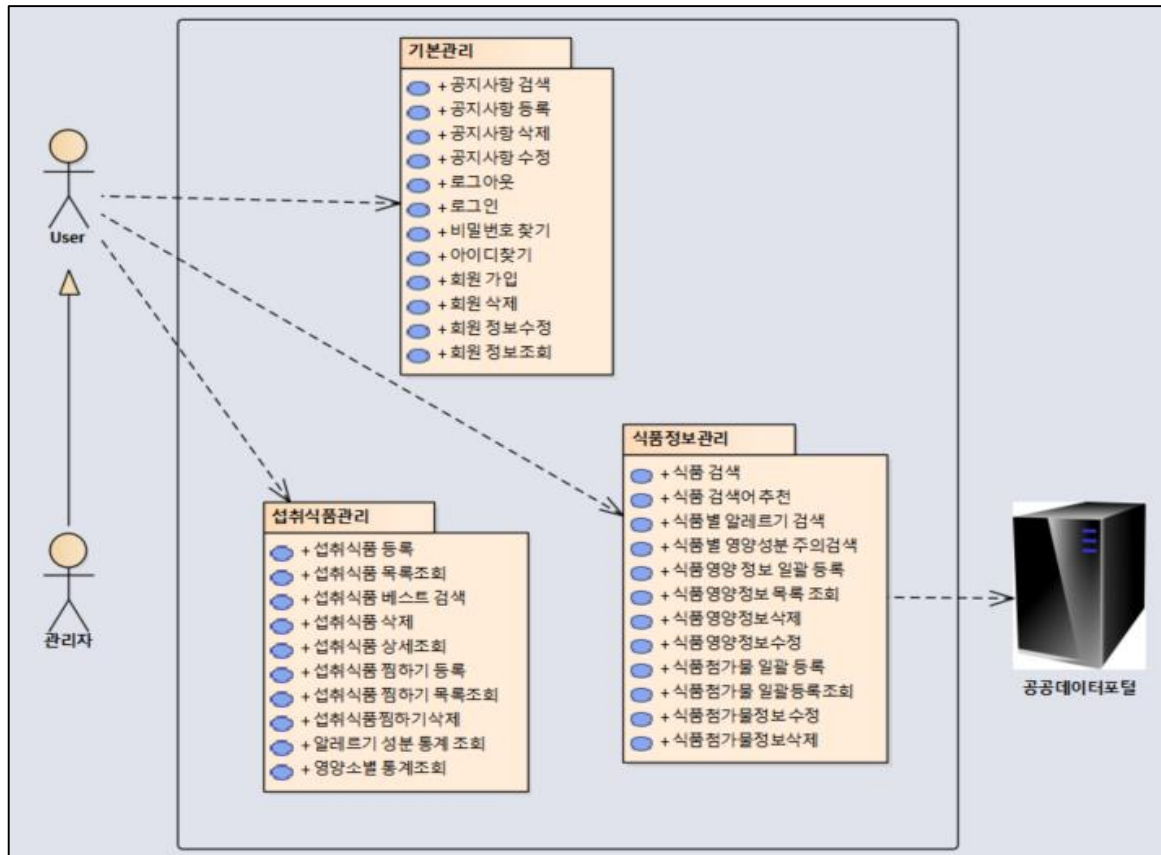 기본관리
+ 공지사항 검색
+ 공지사항 등록
+ 공지사항 삭제
+ 공지사항 수정
+ 로그아웃
+ 로그인
+ 비밀번호 찾기
+ 아이디찾기
+ 회원 가입
+ 회원 삭제
+ 회원 정보수정
+ 회원 정보조회
User
관리자
섭취식품관리
+ 섭취식품 등록
+ 섭취식품 목록조회
+ 섭취식품 베스트 검색
+ 섭취식품 삭제
+ 섭취식품 상세조회
+ 섭취식품 찜하기 등록
+ 섭취식품 찜하기 목록조회
+ 섭취식품찜하기삭제
+ 알레르기 성분 통계 조회
+ 영양소별 통계조회
식품정보관리
+ 식품 검색
+ 식품 검색어 추천
+ 식품별 알레르기 검색
+ 식품별 영양성분 주의검색
+ 식품영양 정보 일괄 등록
+ 식품영양정보 목록 조회
+ 식품영양정보삭제
+ 식품영양정보수정
+ 식품첨가물 일괄 등록
+ 식품첨가물 일괄등록조회
+ 식품첨가물정보 수정
+ 식품첨가물정보삭제
공공데이터포털